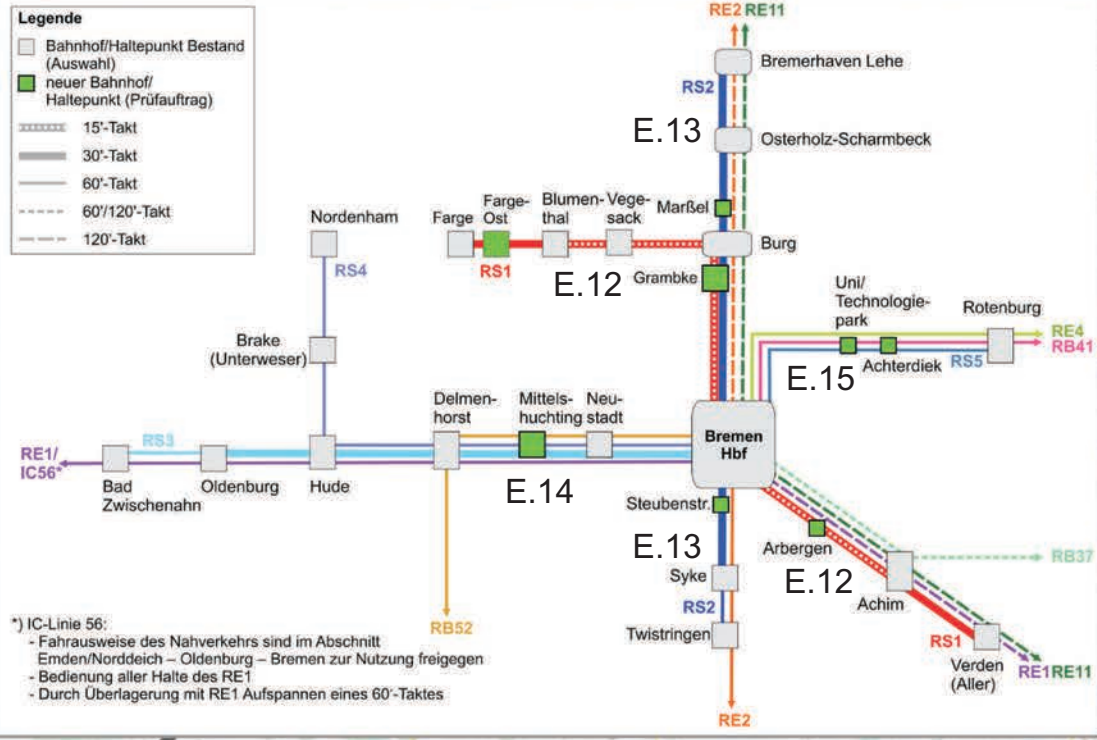 Legende
Bahnhof/Haltepunkt Bestand
(Auswahl)
neuer Bahnhof/
Haltepunkt (Prüfauftrag)
15'-Takt
30'-Takt
60'-Takt
60'/120'-Takt
120'-Takt
RE2 RE11
Bremerhaven Lehe
RS2
E.13
Osterholz-Scharmbeck
Marßel
Burg
Grambke
Farge
Farge-
Ost
Blumen-
thal
Vege-
sack
RS1
E.12
Nordenham
RS4
Brake
(Unterweser)
Uni/
Technologie-
park
Rotenburg
RE4
RB41
Achterdiek
RS5
E.15
Delmen-
horst
Mittels-
huchting
Neu-
stadt
Bremen
Hbf
RE1/
IC56*
RS3
Bad
Zwischenahn
Oldenburg
Hude
E.14
Steubenstr.
E.13
Syke
RS2
Twistringen
RE2
Arbergen
E.12
Achim
RB37
RS1
Verden
(Aller)
RE1 RE11
RB52
*) IC-Linie 56:
- Fahrausweise des Nahverkehrs sind im Abschnitt
Emden/Norddeich – Oldenburg – Bremen zur Nutzung freigegen
- Bedienung aller Halte des RE1
- Durch Überlagerung mit RE1 Aufspannen eines 60'-Taktes